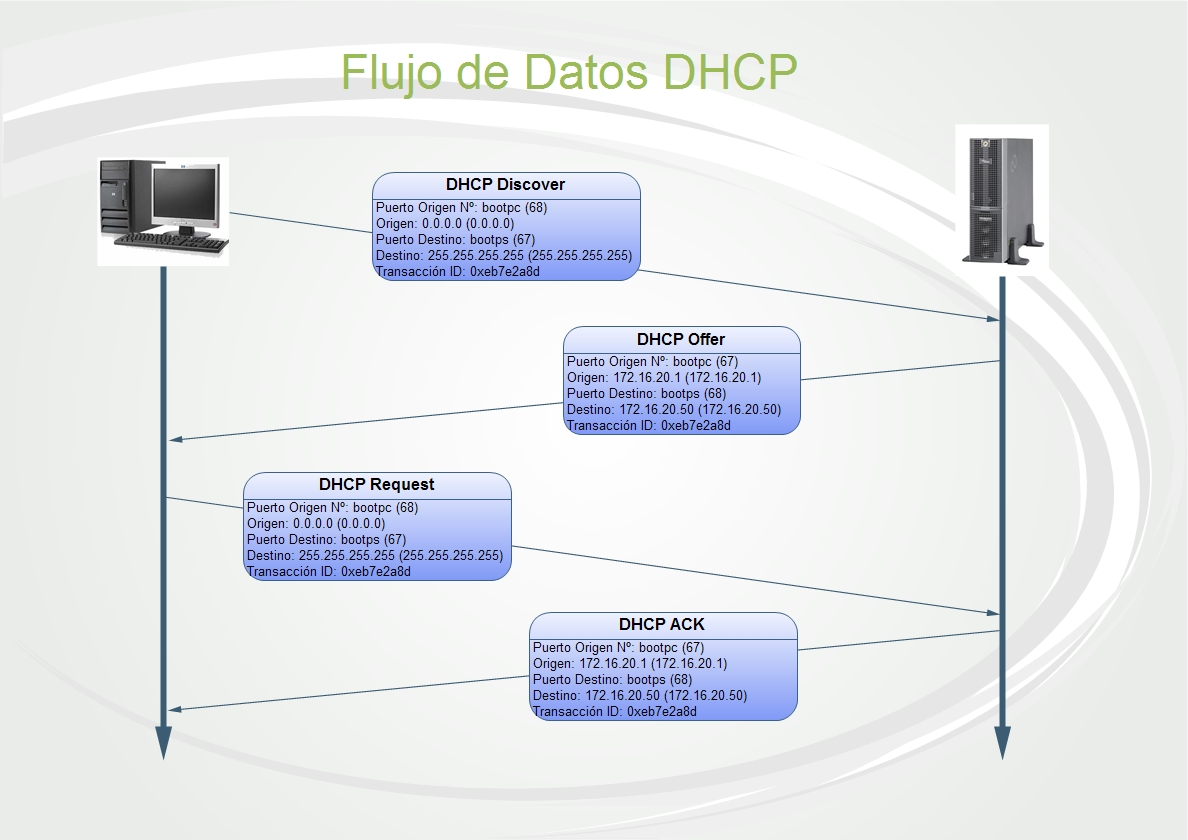 Flujo de Datos DHCP
DHCP Discover
Puerto Origen Nº: bootpc (68)
Origen: 0.0.0.0 (0.0.0.0)
Puerto Destino: bootps (67)
Destino: 255.255.255.255 (255.255.255.255)
Transacción ID: 0xeb7e2a8d
DHCP Offer
Puerto Origen Nº: bootpc (67)
Origen: 172.16.20.1 (172.16.20.1)
Puerto Destino: bootps (68)
Destino: 172.16.20.50 (172.16.20.50)
Transacción ID: 0xeb7e2a8d
DHCP Request
Puerto Origen Nº: bootpc (68)
Origen: 0.0.0.0 (0.0.0.0)
Puerto Destino: bootps (67)
Destino: 255.255.255.255 (255.255.255.255)
Transacción ID: 0xeb7e2a8d
DHCP ACK
Puerto Origen Nº: bootpc (67)
Origen: 172.16.20.1 (172.16.20.1)
Puerto Destino: bootps (68)
Destino: 172.16.20.50 (172.16.20.50)
Transacción ID: 0xeb7e2a8d